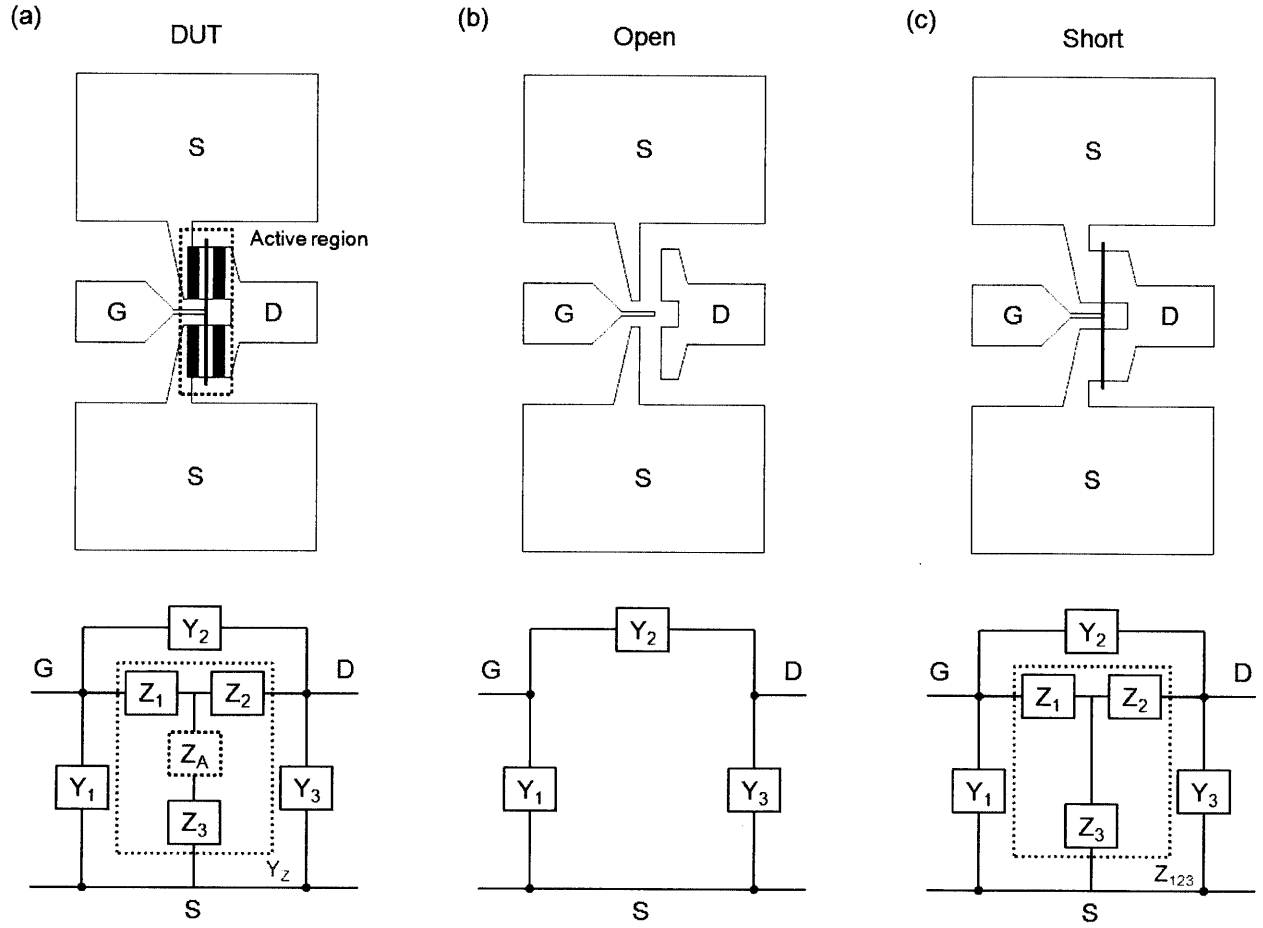 (a)
DUT
S
Active region
G
D
S
(b)
Open
S
G
D
S
(c)
Short
S
G
D
S
Y2
G
D
Z1
Z2
ZA
Y1
Y3
Z3
YZ
S
Y2
G
D
Y1
Y3
S
Y2
G
D
Z1
Z2
Y1
Y3
Z3
Z123
S